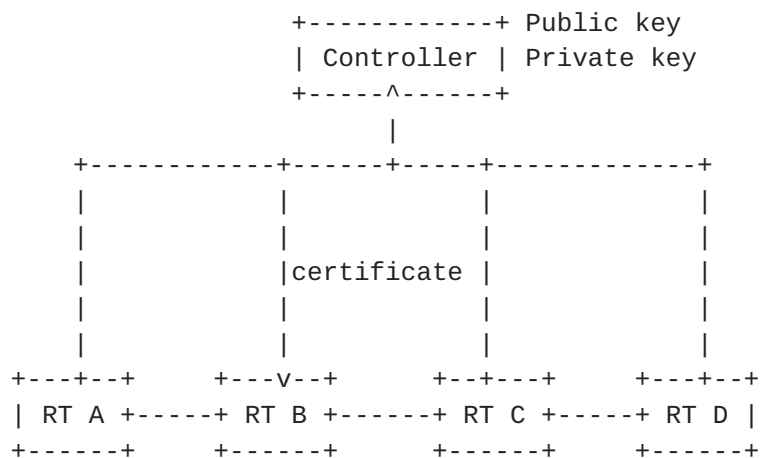 Public key
Controller Private key
certificate
RT A RT B RT C RT D